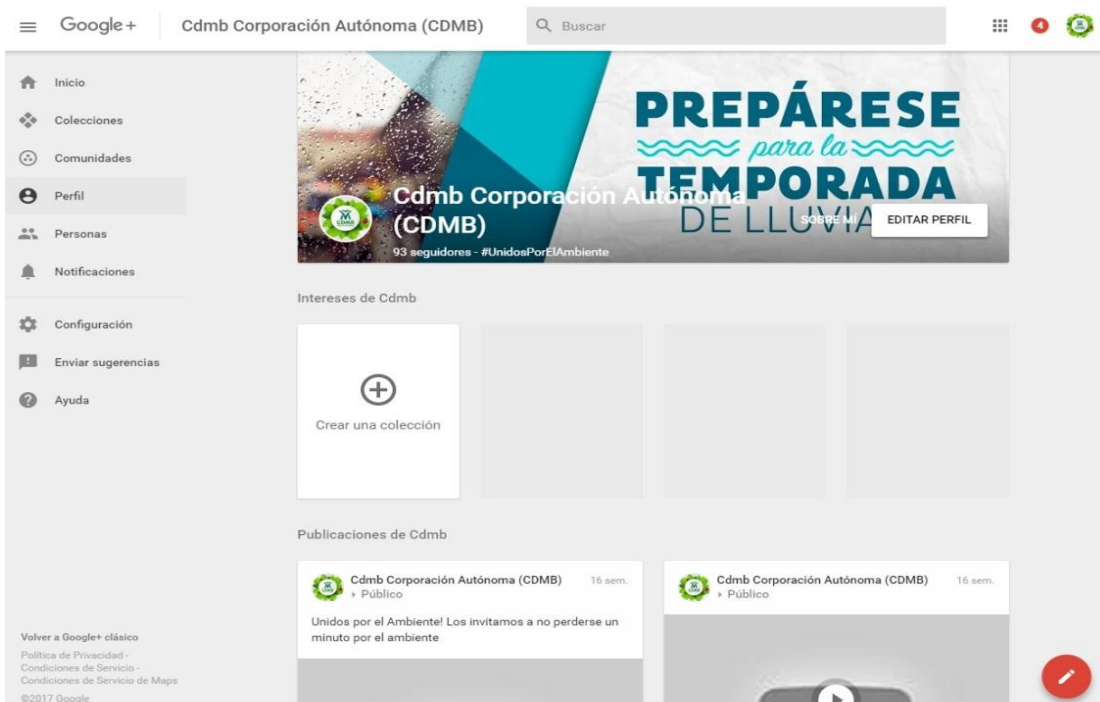 Google+
Cdmb Corporación Autónoma (CDMB)
Buscar
4
Inicio
Colecciones
Comunidades
Perfil
Personas
Notificaciones
Configuración
Enviar sugerencias
Ayuda
Volver a Google+ clásico
Política de Privacidad -
Condiciones de Servicio -
Condiciones de Servicio de Maps
©2017 Google
PREPÁRESE
para la
TEMPORADA
DE LLUVIA
Cdmb Corporación Autónoma
(CDMB)
93 seguidores - #UnidosPorElAmbiente
SOBRE MÍ
EDITAR PERFIL
Intereses de Cdmb
Crear una colección
Publicaciones de Cdmb
Cdmb Corporación Autónoma (CDMB) 16 sem.
Público
Unidos por el Ambiente! Los invitamos a no perderse un
minuto por el ambiente
Cdmb Corporación Autónoma (CDMB) 16 sem.
Público